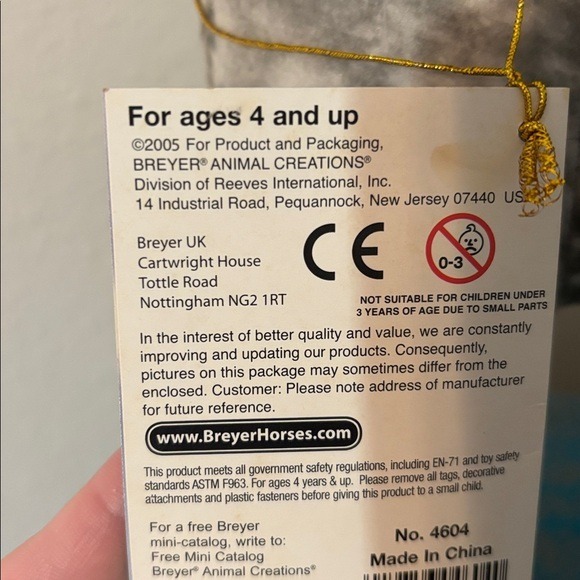 For ages 4 and up
©2005 For Product and Packaging,
BREYER® ANIMAL CREATIONS®
Division of Reeves International, Inc.
14 Industrial Road, Pequannock, New Jersey 07440 US
Breyer UK
Cartwright House
Tottle Road
Nottingham NG2 1RT
CE
0-3
NOT SUITABLE FOR CHILDREN UNDER
3 YEARS OF AGE DUE TO SMALL PARTS
In the interest of better quality and value, we are constantly
improving and updating our products. Consequently,
pictures on this package may sometimes differ from the
enclosed. Customer: Please note address of manufacturer
for future reference.
www.BreyerHorses.com
This product meets all government safety regulations, including EN-71 and toy safety
standards ASTM F963. For ages 4 years & up. Please remove all tags, decorative
attachments and plastic fasteners before giving this product to a small child.
For a free Breyer
mini-catalog, write to:
Free Mini Catalog
Breyer® Animal Creations®
No. 4604
Made In China